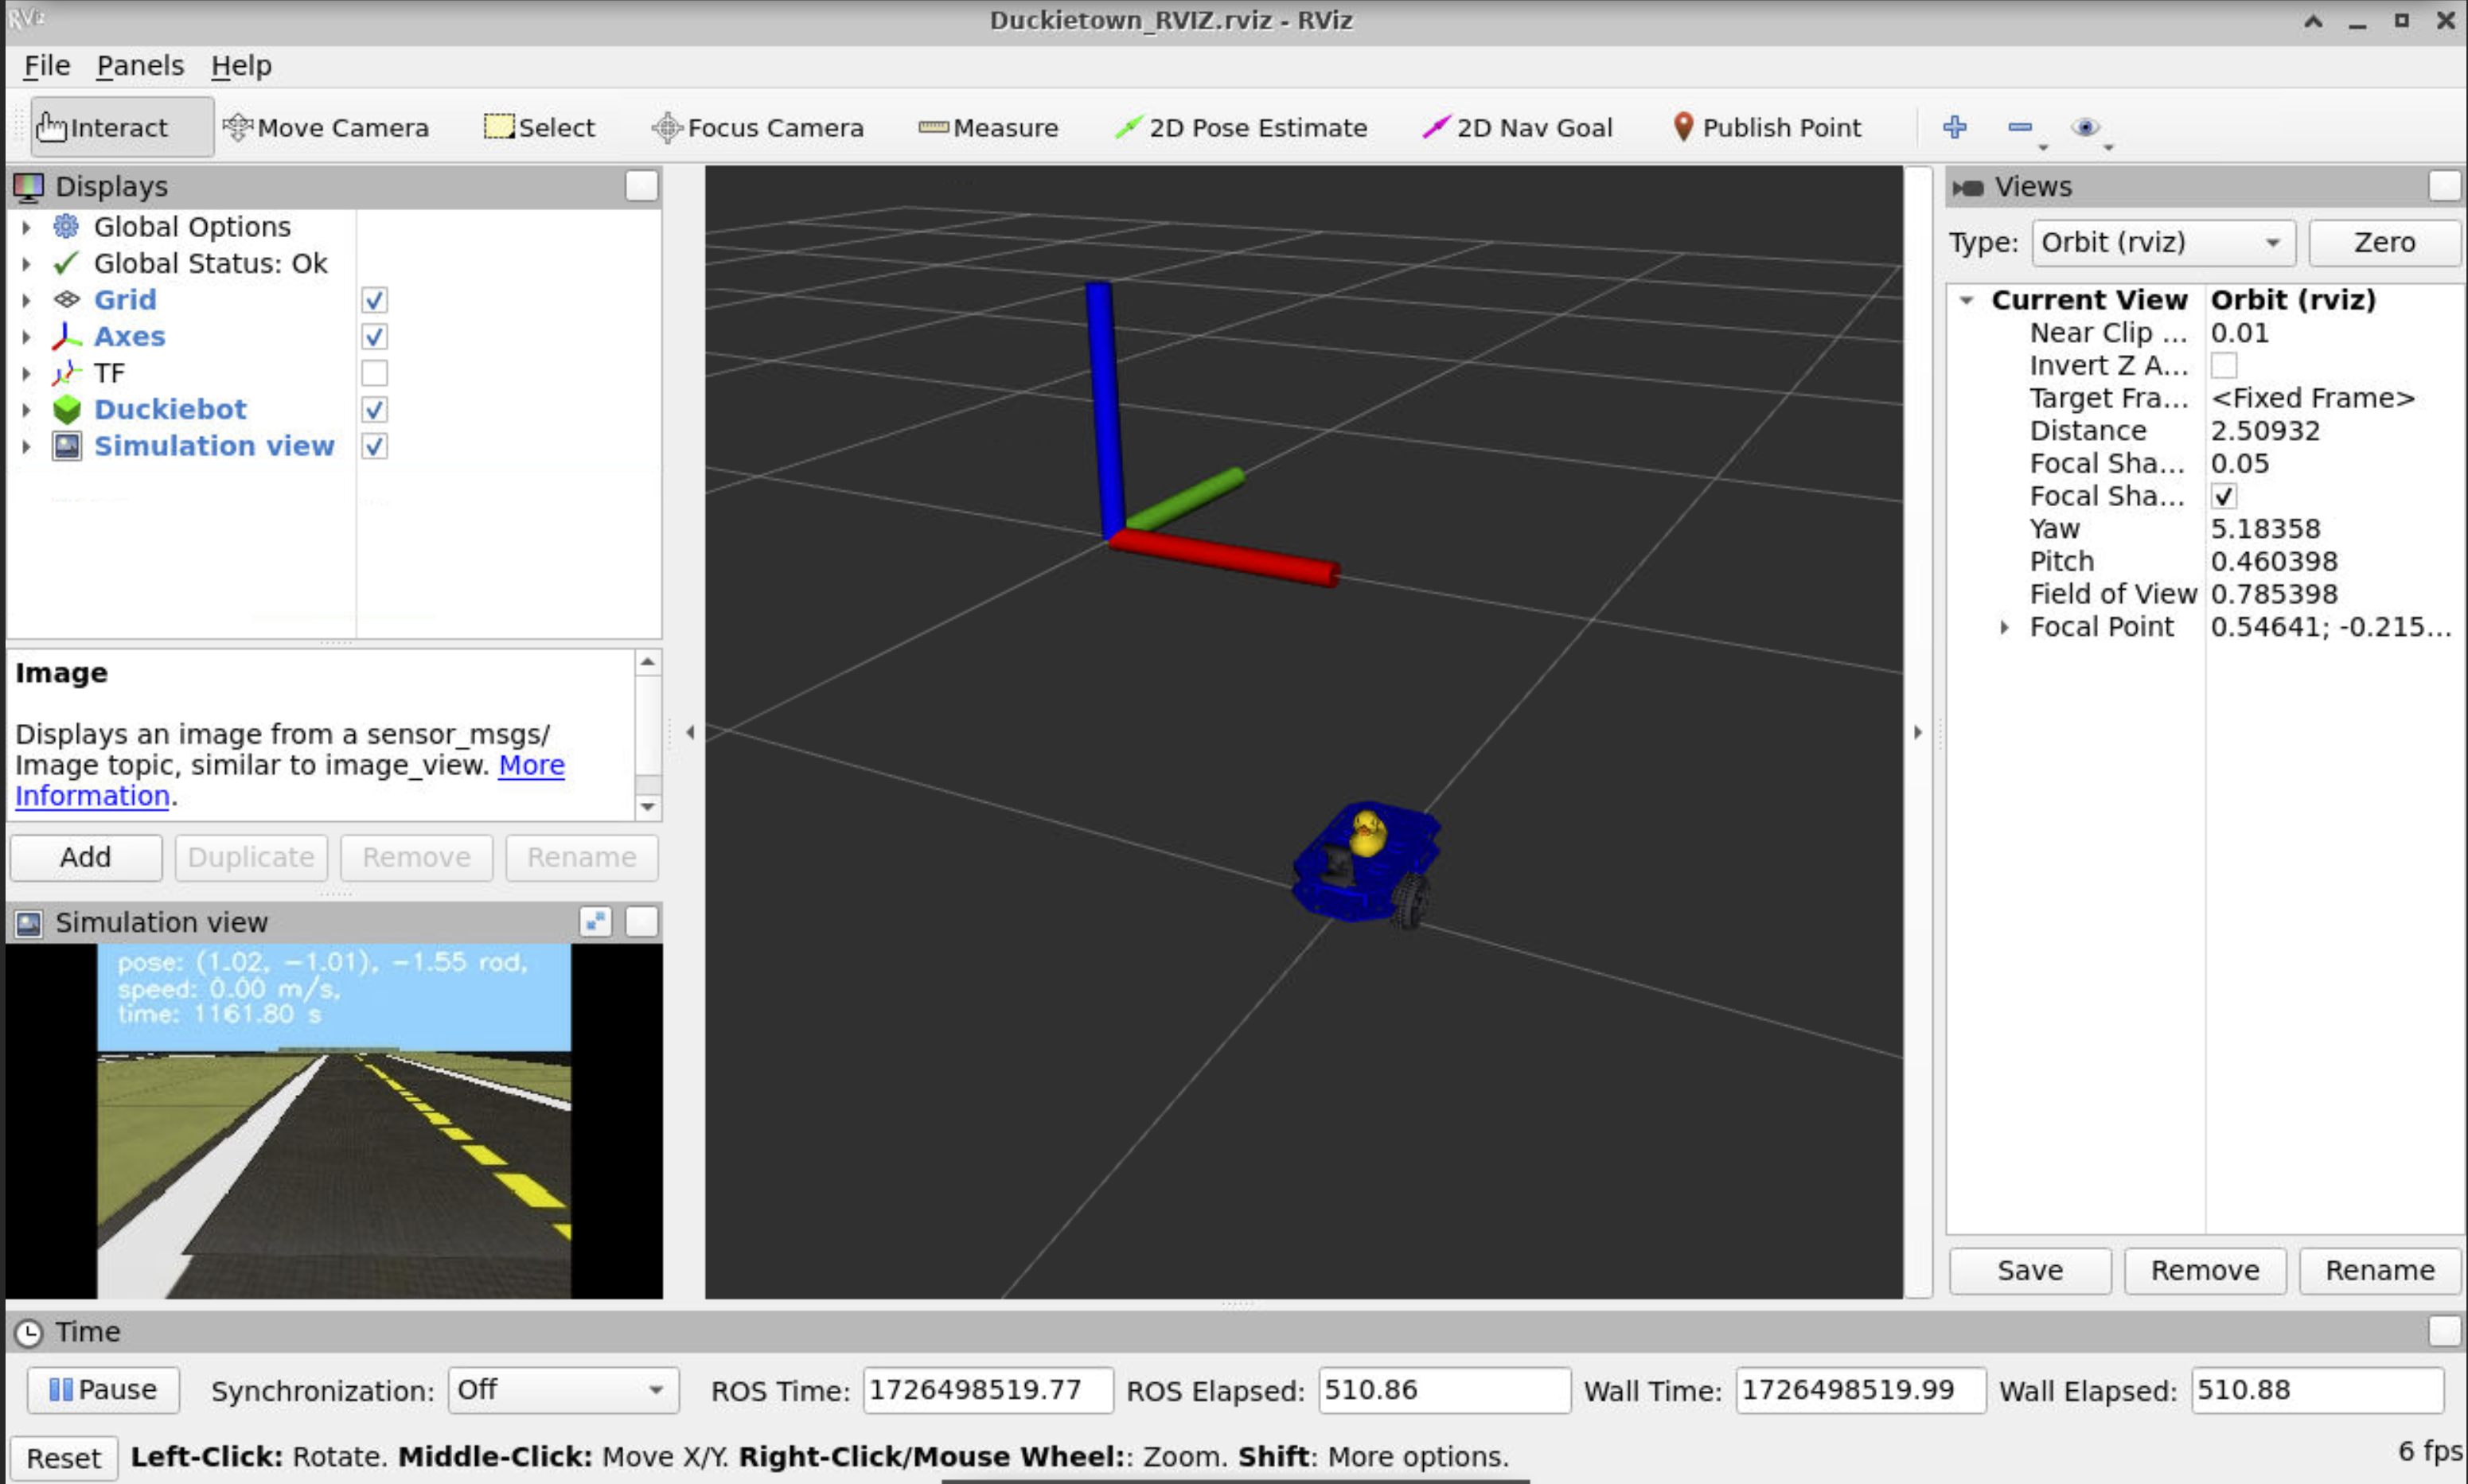 RViz
Duckietown_RVIZ.rviz - RViz
File Panels Help
Interact Move Camera Select Focus Camera Measure 2D Pose Estimate 2D Nav Goal Publish Point
Displays
Global Options
Global Status: Ok
Grid
Axes
TF
Duckiebot
Simulation view
Image
Displays an image from a sensor_msgs/
Image topic, similar to image_view. More
Information.
Add Duplicate Remove Rename
Simulation view
pose: (1.02, −1.01), −1.55 rad,
speed: 0.00 m/s,
time: 1161.80 s
Views
Type: Orbit (rviz) Zero
Current View Orbit (rviz)
Near Clip ... 0.01
Invert Z A...
Target Fra... <Fixed Frame>
Distance 2.50932
Focal Sha... 0.05
Focal Sha...
Yaw 5.18358
Pitch 0.460398
Field of View 0.785398
Focal Point 0.54641; -0.215...
Save Remove Rename
Time
Pause Synchronization: Off ROS Time: 1726498519.77 ROS Elapsed: 510.86 Wall Time: 1726498519.99 Wall Elapsed: 510.88
Reset Left-Click: Rotate. Middle-Click: Move X/Y. Right-Click/Mouse Wheel:: Zoom. Shift: More options. 6 fps